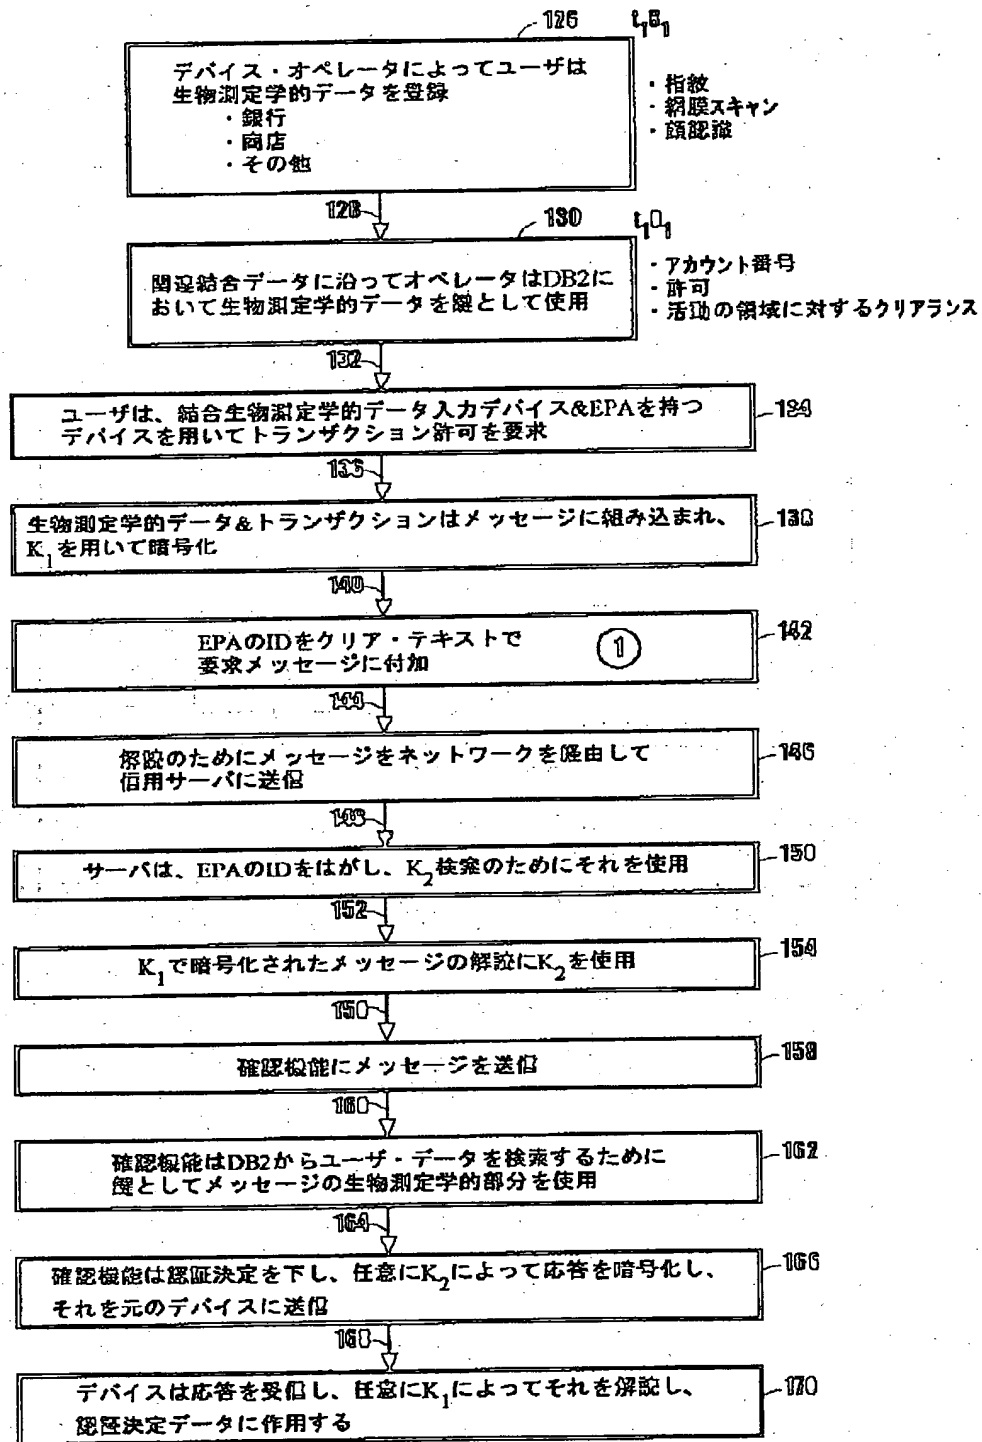 126
t₁B₁
デバイス・オペレータによってユーザは
生物測定学的データを登録
・銀行
・商店
・その他
・指紋
・網膜スキャン
・顔認識
128
130
t₁D₁
関連結合データに沿ってオペレータはDB2に
おいて生物測定学的データを鍵として使用
・アカウント番号
・許可
・活動の領域に対するクリアランス
132
ユーザは、結合生物測定学的データ入力デバイス&EPAを持つ
デバイスを用いてトランザクション許可を要求
134
136
生物測定学的データ&トランザクションはメッセージに組み込まれ、
K₁を用いて暗号化
138
140
EPAのIDをクリア・テキストで
要求メッセージに付加
①
142
144
解読のためにメッセージをネットワークを経由して
信用サーバに送信
146
148
サーバは、EPAのIDをはがし、K₂検索のためにそれを使用
150
152
K₁で暗号化されたメッセージの解読にK₂を使用
154
156
確認機能にメッセージを送信
158
160
確認機能はDB2からユーザ・データを検索するために
鍵としてメッセージの生物測定学的部分を使用
162
164
確認機能は認証決定を下し、任意にK₂によって応答を暗号化し、
それを元のデバイスに送信
166
168
デバイスは応答を受信し、任意にK₁によってそれを解読し、
認証決定データに作用する
170